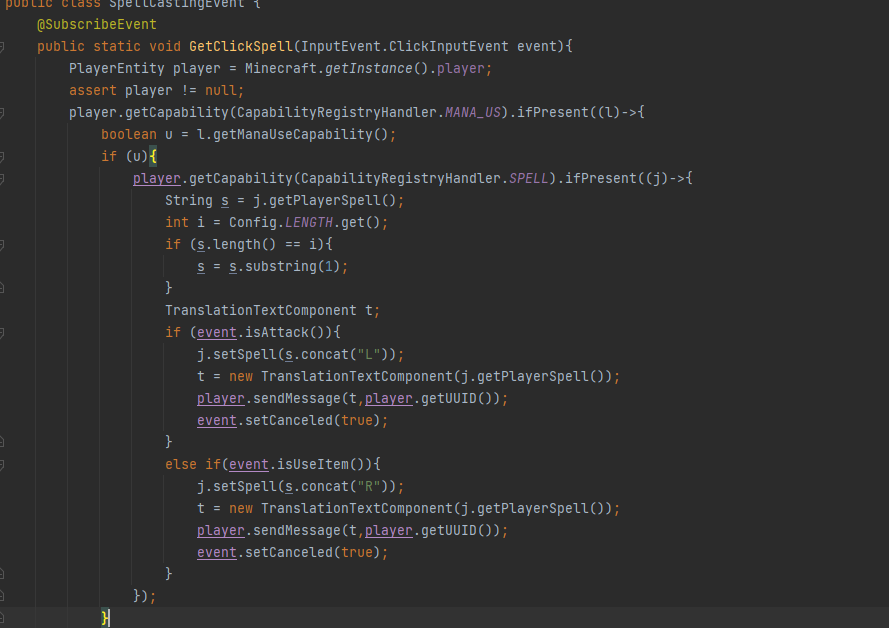 public class SpellCastingEvent {
@SubscribeEvent
public static void GetClickSpell(InputEvent.ClickInputEvent event){
PlayerEntity player = Minecraft.getInstance().player;
assert player != null;
player.getCapability(CapabilityRegistryHandler.MANA_US).ifPresent((l)->{
boolean u = l.getManaUseCapability();
if (u){
player.getCapability(CapabilityRegistryHandler.SPELL).ifPresent((j)->{
String s = j.getPlayerSpell();
int i = Config.LENGTH.get();
if (s.length() == i){
s = s.substring(1);
}
TranslationTextComponent t;
if (event.isAttack()){
j.setSpell(s.concat("L"));
t = new TranslationTextComponent(j.getPlayerSpell());
player.sendMessage(t,player.getUUID());
event.setCanceled(true);
}
else if(event.isUseItem()){
j.setSpell(s.concat("R"));
t = new TranslationTextComponent(j.getPlayerSpell());
player.sendMessage(t,player.getUUID());
event.setCanceled(true);
}
});
}